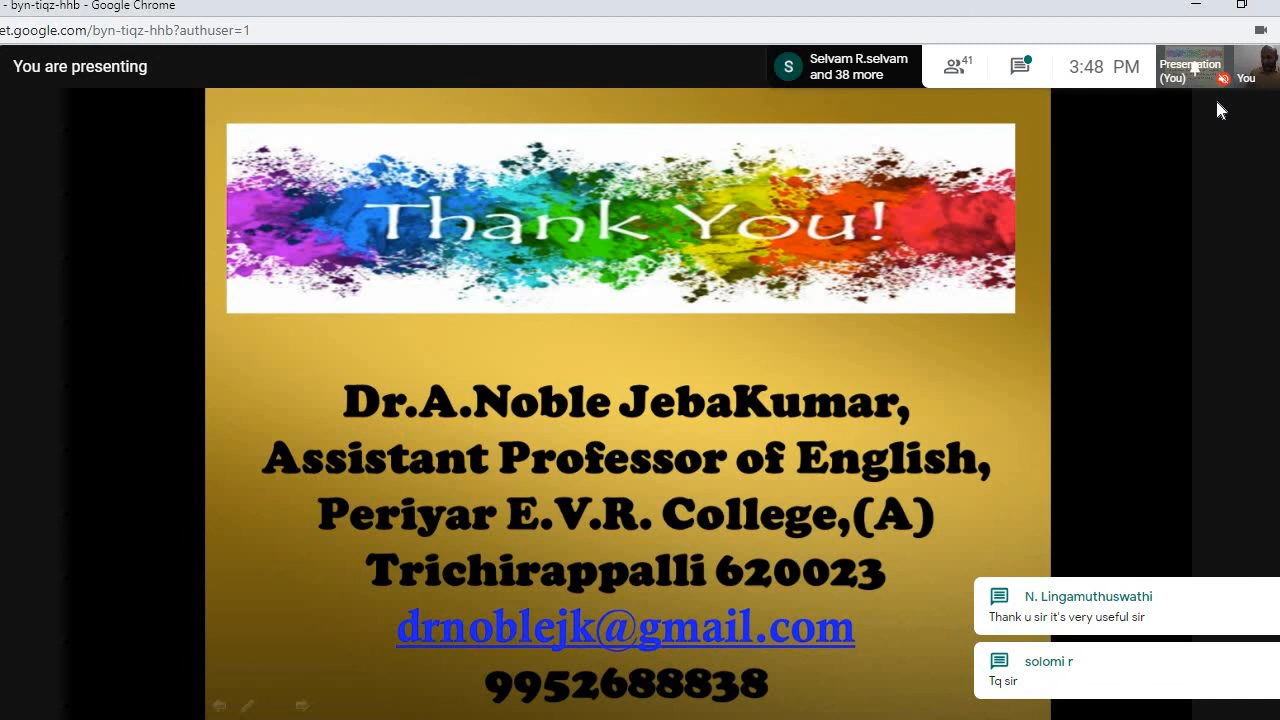 - byn-tiqz-hhb - Google Chrome
et.google.com/byn-tiqz-hhb?authuser=1
You are presenting
S
Selvam R.selvam
and 38 more
41
3:48 PM
Presentation
(You)
You
Thank You!
Dr.A.Noble JebaKumar,
Assistant Professor of English,
Periyar E.V.R. College,(A)
Trichirappalli 620023
drnoblejk@gmail.com
9952688838
N. Lingamuthuswathi
Thank u sir it's very useful sir
solomi r
Tq sir